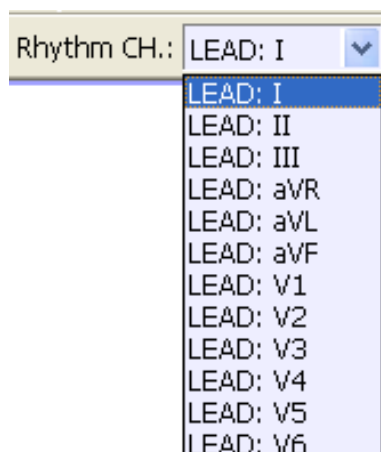 Rhythm CH.: LEAD: I
LEAD: I
LEAD: II
LEAD: III
LEAD: aVR
LEAD: aVL
LEAD: aVF
LEAD: V1
LEAD: V2
LEAD: V3
LEAD: V4
LEAD: V5
LEAD: V6